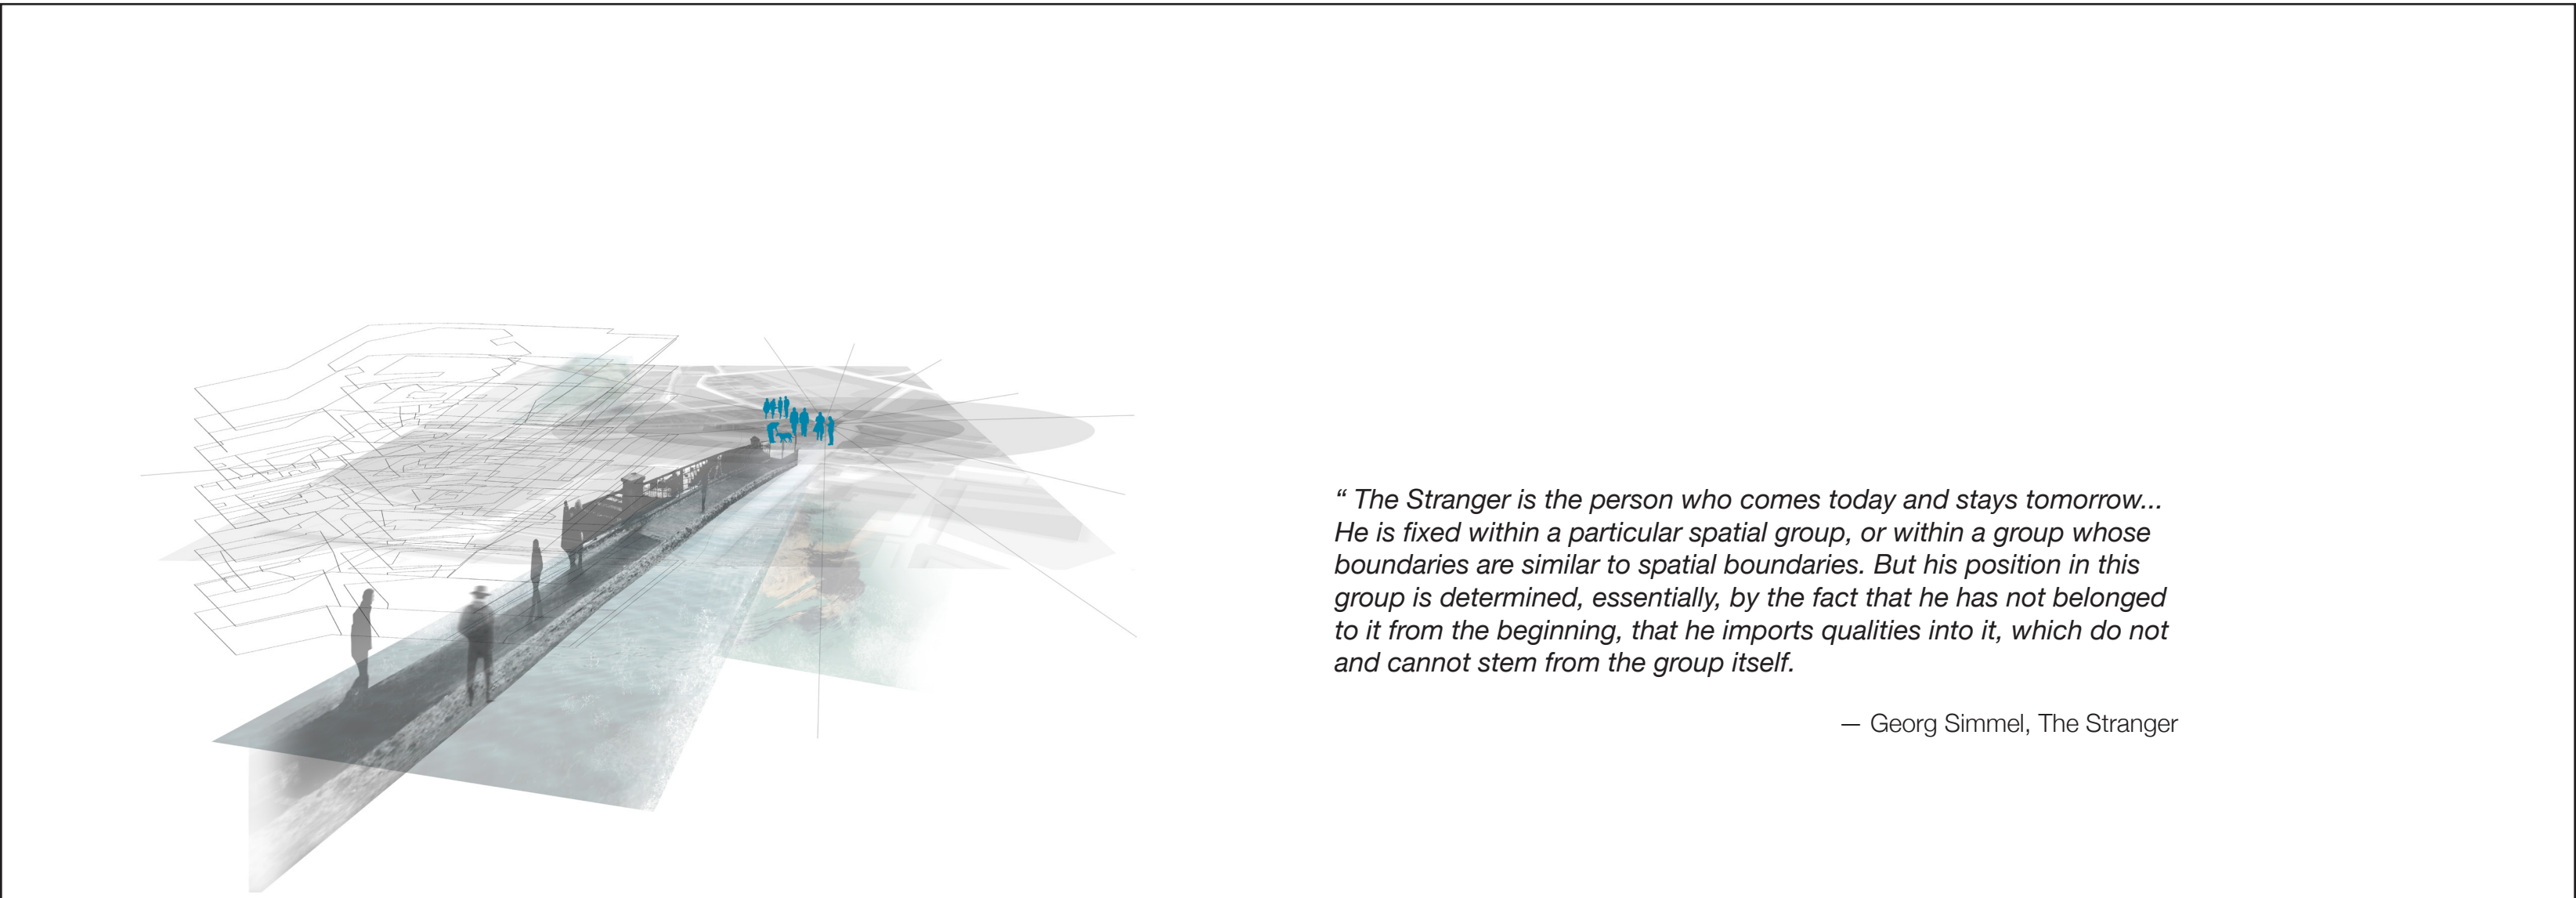 “ The Stranger is the person who comes today and stays tomorrow...
He is fixed within a particular spatial group, or within a group whose
boundaries are similar to spatial boundaries. But his position in this
group is determined, essentially, by the fact that he has not belonged
to it from the beginning, that he imports qualities into it, which do not
and cannot stem from the group itself.
— Georg Simmel, The Stranger